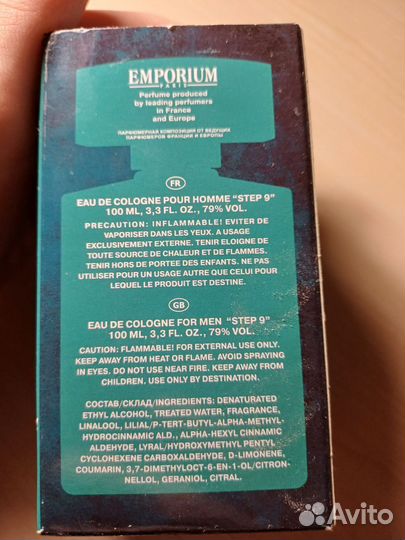 EMPORIUM
PARIS
Perfume produced
by leading perfumers
in France
and Europe
ПАРФЮМЕРНАЯ КОМПОЗИЦИЯ ОТ ВЕДУЩИХ
ПАРФЮМЕРОВ ФРАНЦИИ И ЕВРОПЫ
FR
EAU DE COLOGNE POUR HOMME “STEP 9”
100 ML, 3,3 FL. OZ., 79% VOL.
PRECAUTION: INFLAMMABLE! EVITER DE
VAPORISER DANS LES YEUX. A USAGE
EXCLUSIVEMENT EXTERNE. TENIR ELOIGNE DE
TOUTE SOURCE DE CHALEUR ET DE FLAMMES.
TENIR HORS DE PORTEE DES ENFANTS. NE PAS
UTILISER POUR UN USAGE AUTRE QUE CELUI POUR
LEQUEL LE PRODUIT EST DESTINE.
GB
EAU DE COLOGNE FOR MEN “STEP 9”
100 ML, 3,3 FL. OZ., 79% VOL.
CAUTION: FLAMMABLE! FOR EXTERNAL USE ONLY.
KEEP AWAY FROM HEAT OR FLAME. AVOID SPRAYING
IN EYES. DO NOT USE NEAR FIRE. KEEP AWAY FROM
CHILDREN. USE ONLY BY DESTINATION.
СОСТАВ/СКЛАД/INGREDIENTS: DENATURATED
ETHYL ALCOHOL, TREATED WATER, FRAGRANCE,
LINALOOL, LILIAL/P-TERT-BUTYL-ALPHA-METHYL-
HYDROCINNAMIC ALD., ALPHA-HEXYL CINNAMIC
ALDEHYDE, LYRAL/HYDROXYMETHYL PENTYL
CYCLOHEXENE CARBOXALDEHYDE, D-LIMONENE,
COUMARIN, 3,7-DIMETHYLOCT-6-EN-1-OL/CITRON-
NELLOL, GERANIOL, CITRAL.
Avito